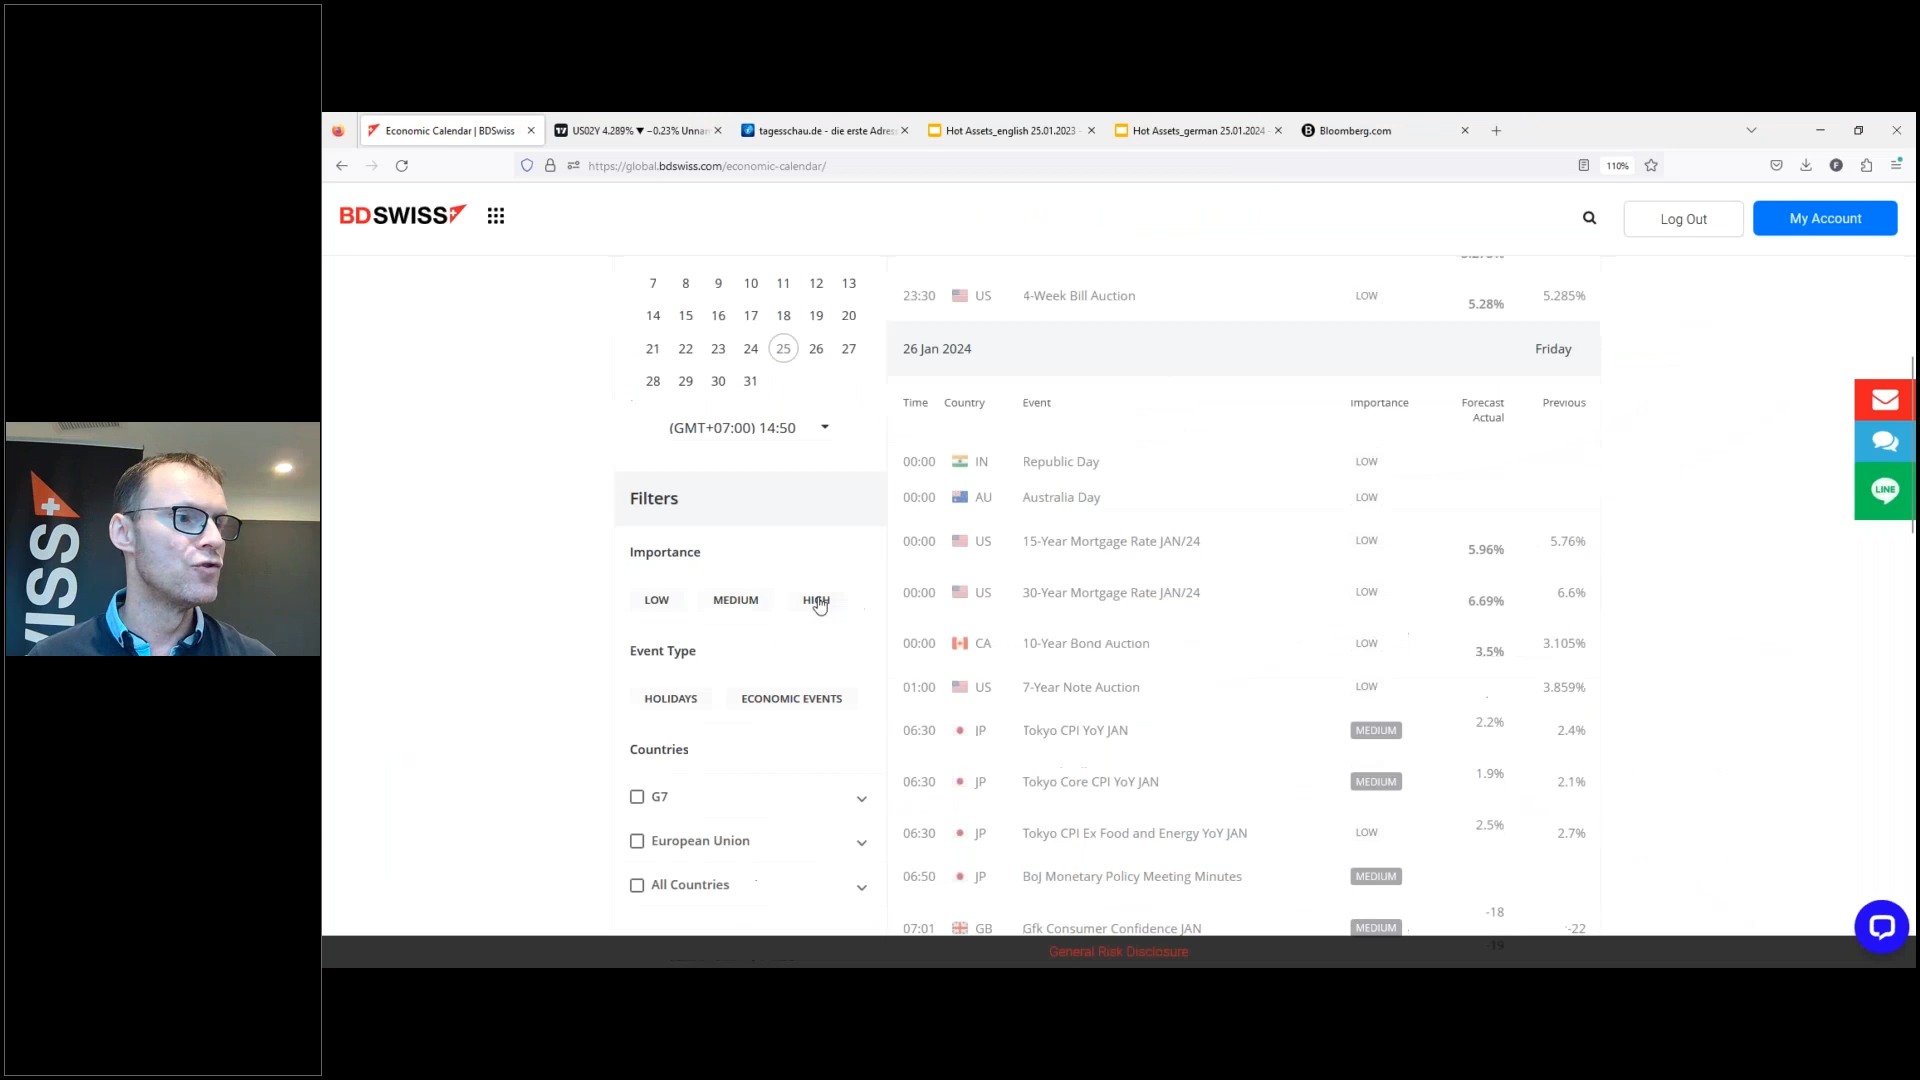 Economic Calendar | BDSwiss
US02Y 4.289% ▼ −0.23% Unnar
tagesschau.de - die erste Adres
Hot Assets_english 25.01.2023 -
Hot Assets_german 25.01.2024 -
Bloomberg.com
https://global.bdswiss.com/economic-calendar/
110%
BDSWISS
Log Out
My Account
7 8 9 10 11 12 13
14 15 16 17 18 19 20
21 22 23 24 25 26 27
28 29 30 31
(GMT+07:00) 14:50
Filters
Importance
LOW MEDIUM HIGH
Event Type
HOLIDAYS ECONOMIC EVENTS
Countries
G7
European Union
All Countries
23:30 US 4-Week Bill Auction LOW 5.28% 5.285%
26 Jan 2024 Friday
Time Country Event Importance Forecast Previous
Actual
00:00 IN Republic Day LOW
00:00 AU Australia Day LOW
00:00 US 15-Year Mortgage Rate JAN/24 LOW 5.96% 5.76%
00:00 US 30-Year Mortgage Rate JAN/24 LOW 6.69% 6.6%
00:00 CA 10-Year Bond Auction LOW 3.5% 3.105%
01:00 US 7-Year Note Auction LOW 3.859%
06:30 JP Tokyo CPI YoY JAN MEDIUM 2.2% 2.4%
06:30 JP Tokyo Core CPI YoY JAN MEDIUM 1.9% 2.1%
06:30 JP Tokyo CPI Ex Food and Energy YoY JAN LOW 2.5% 2.7%
06:50 JP BoJ Monetary Policy Meeting Minutes MEDIUM
07:01 GB Gfk Consumer Confidence JAN MEDIUM -18 -22
-19
General Risk Disclosure
LINE
WISS